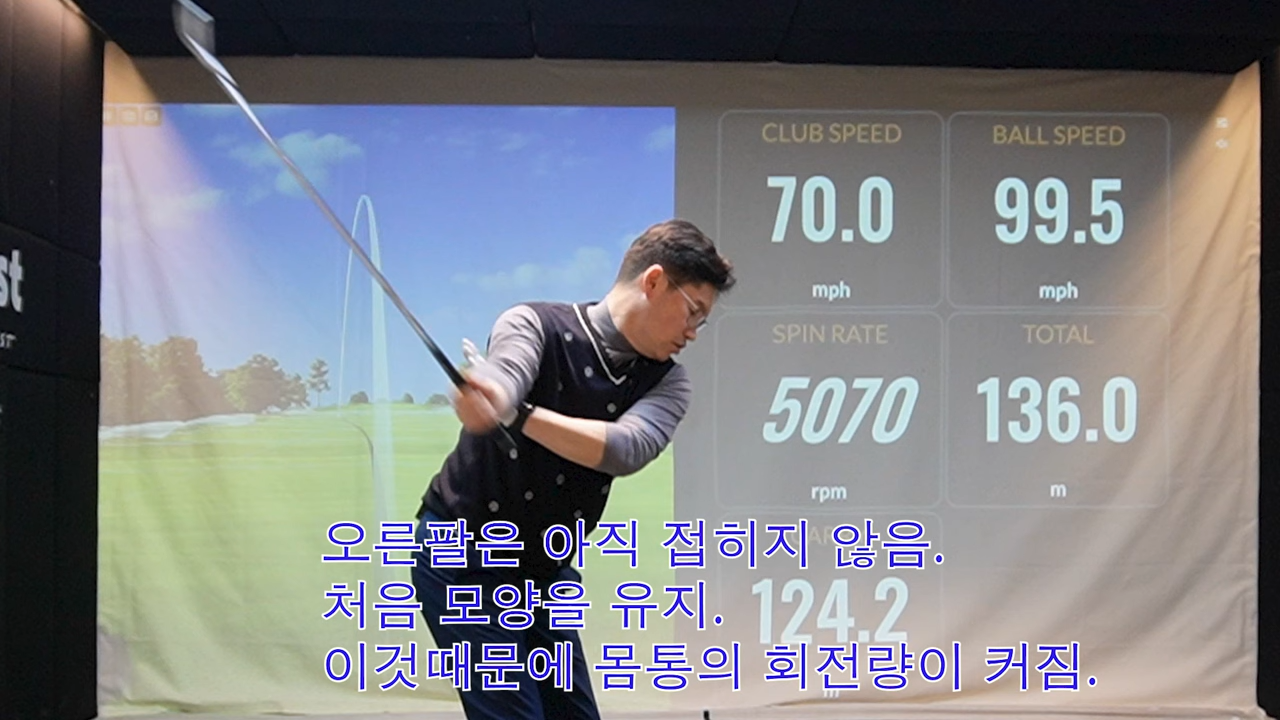 st
CLUB SPEED
70.0
mph
BALL SPEED
99.5
mph
SPIN RATE
5070
rpm
TOTAL
136.0
m
124.2
m
오른팔은 아직 접히지 않음.
처음 모양을 유지.
이것때문에 몸통의 회전량이 커짐.